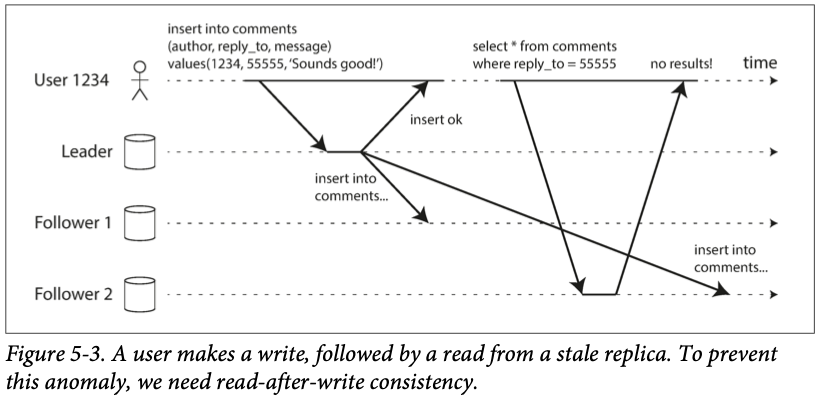 insert into comments
(author, reply_to, message)
values(1234, 55555, ‘Sounds good!’)
select * from comments
where reply_to = 55555
no results!
time
User 1234
insert ok
Leader
insert into
comments...
Follower 1
insert into
comments...
Follower 2
Figure 5-3. A user makes a write, followed by a read from a stale replica. To prevent
this anomaly, we need read-after-write consistency.